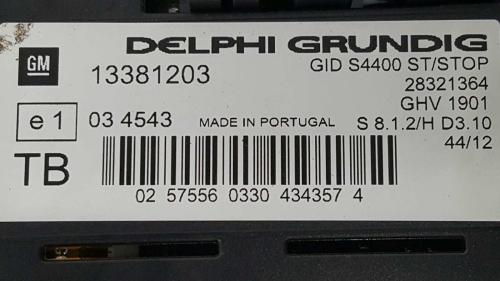 DELPHI GRUNDIG
GM 13381203 GID S4400 ST/STOP
28321364
GHV 1901
e1 03 4543 MADE IN PORTUGAL S 8.1.2/H D3.10
44/12
TB
02 57556 0330 434357 4